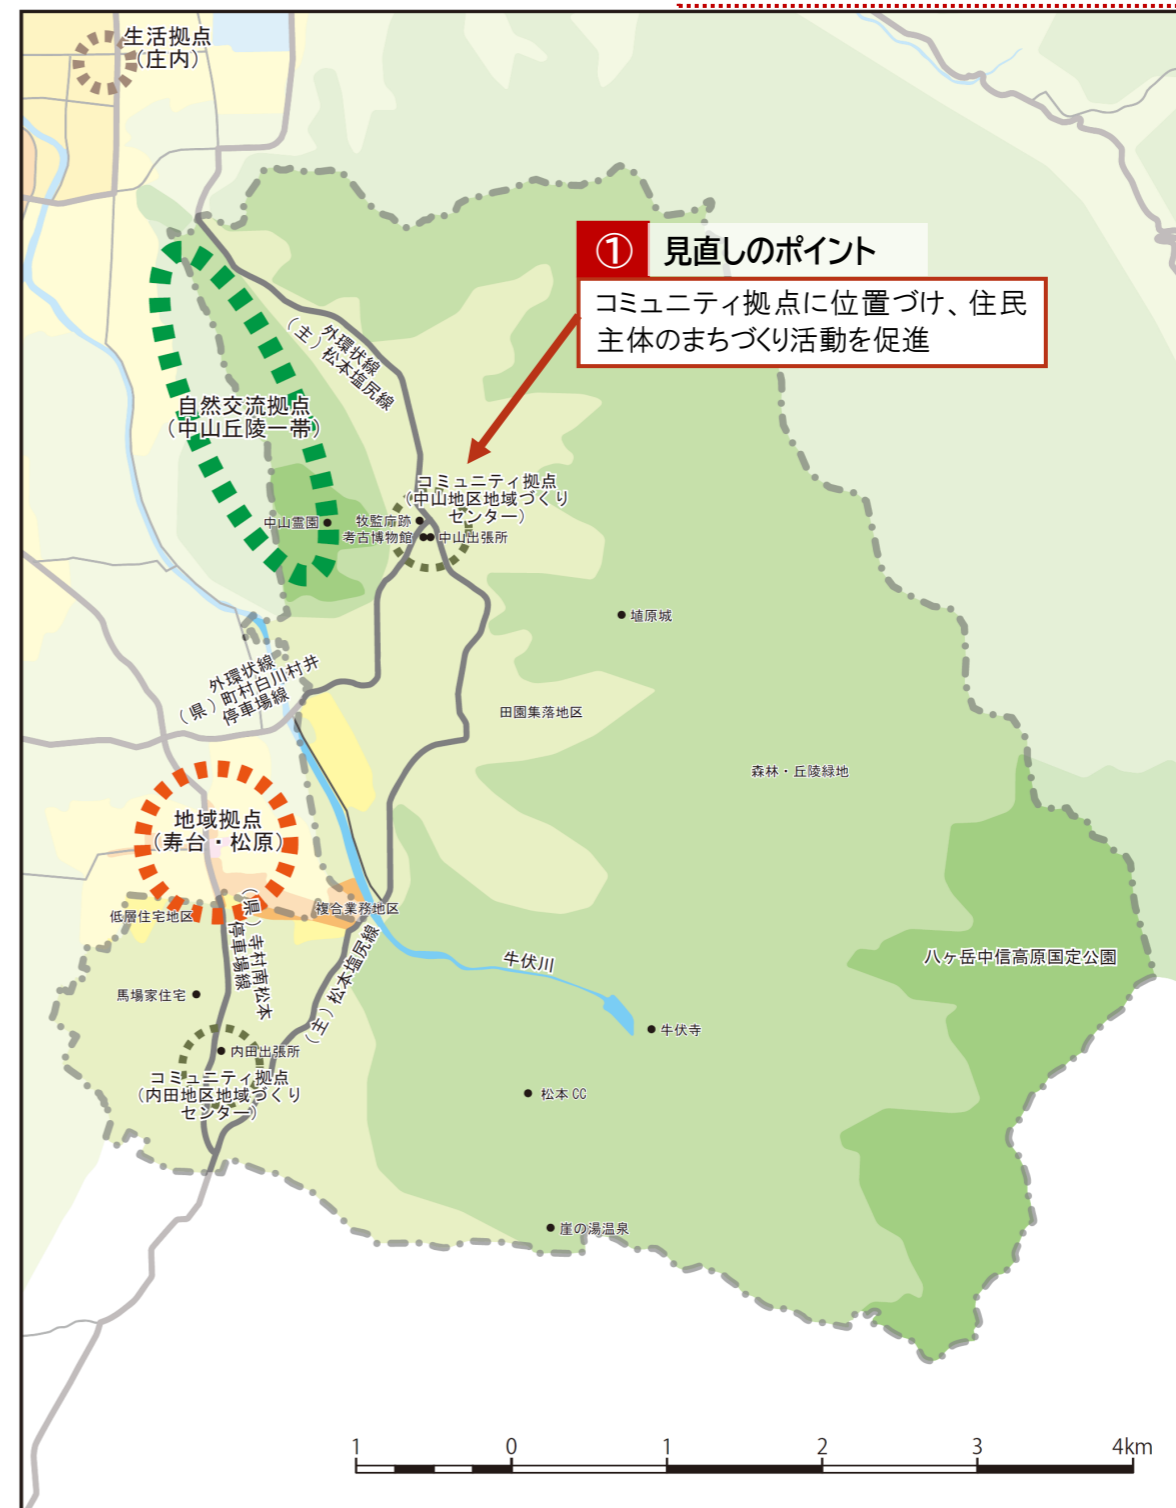 生活拠点
（庄内）
① 見直しのポイント
コミュニティ拠点に位置づけ、住民
主体のまちづくり活動を促進
外環状線
（主）松本塩尻線
自然交流拠点
（中山丘陵一帯）
コミュニティ拠点
（中山地区地域づくり
センター）
中山霊園
牧監庁跡
考古博物館
中山出張所
埴原城
外環状線
（県）町村白川村井
停車場線
田園集落地区
森林・丘陵緑地
地域拠点
（寿台・松原）
複合業務地区
低層住宅地区
（県）寺村南松本
停車場線
（主）松本塩尻線
牛伏川
八ヶ岳中信高原国定公園
馬場家住宅
内田出張所
コミュニティ拠点
（内田地区地域づくり
センター）
牛伏寺
松本CC
崖の湯温泉
1 0 1 2 3 4km